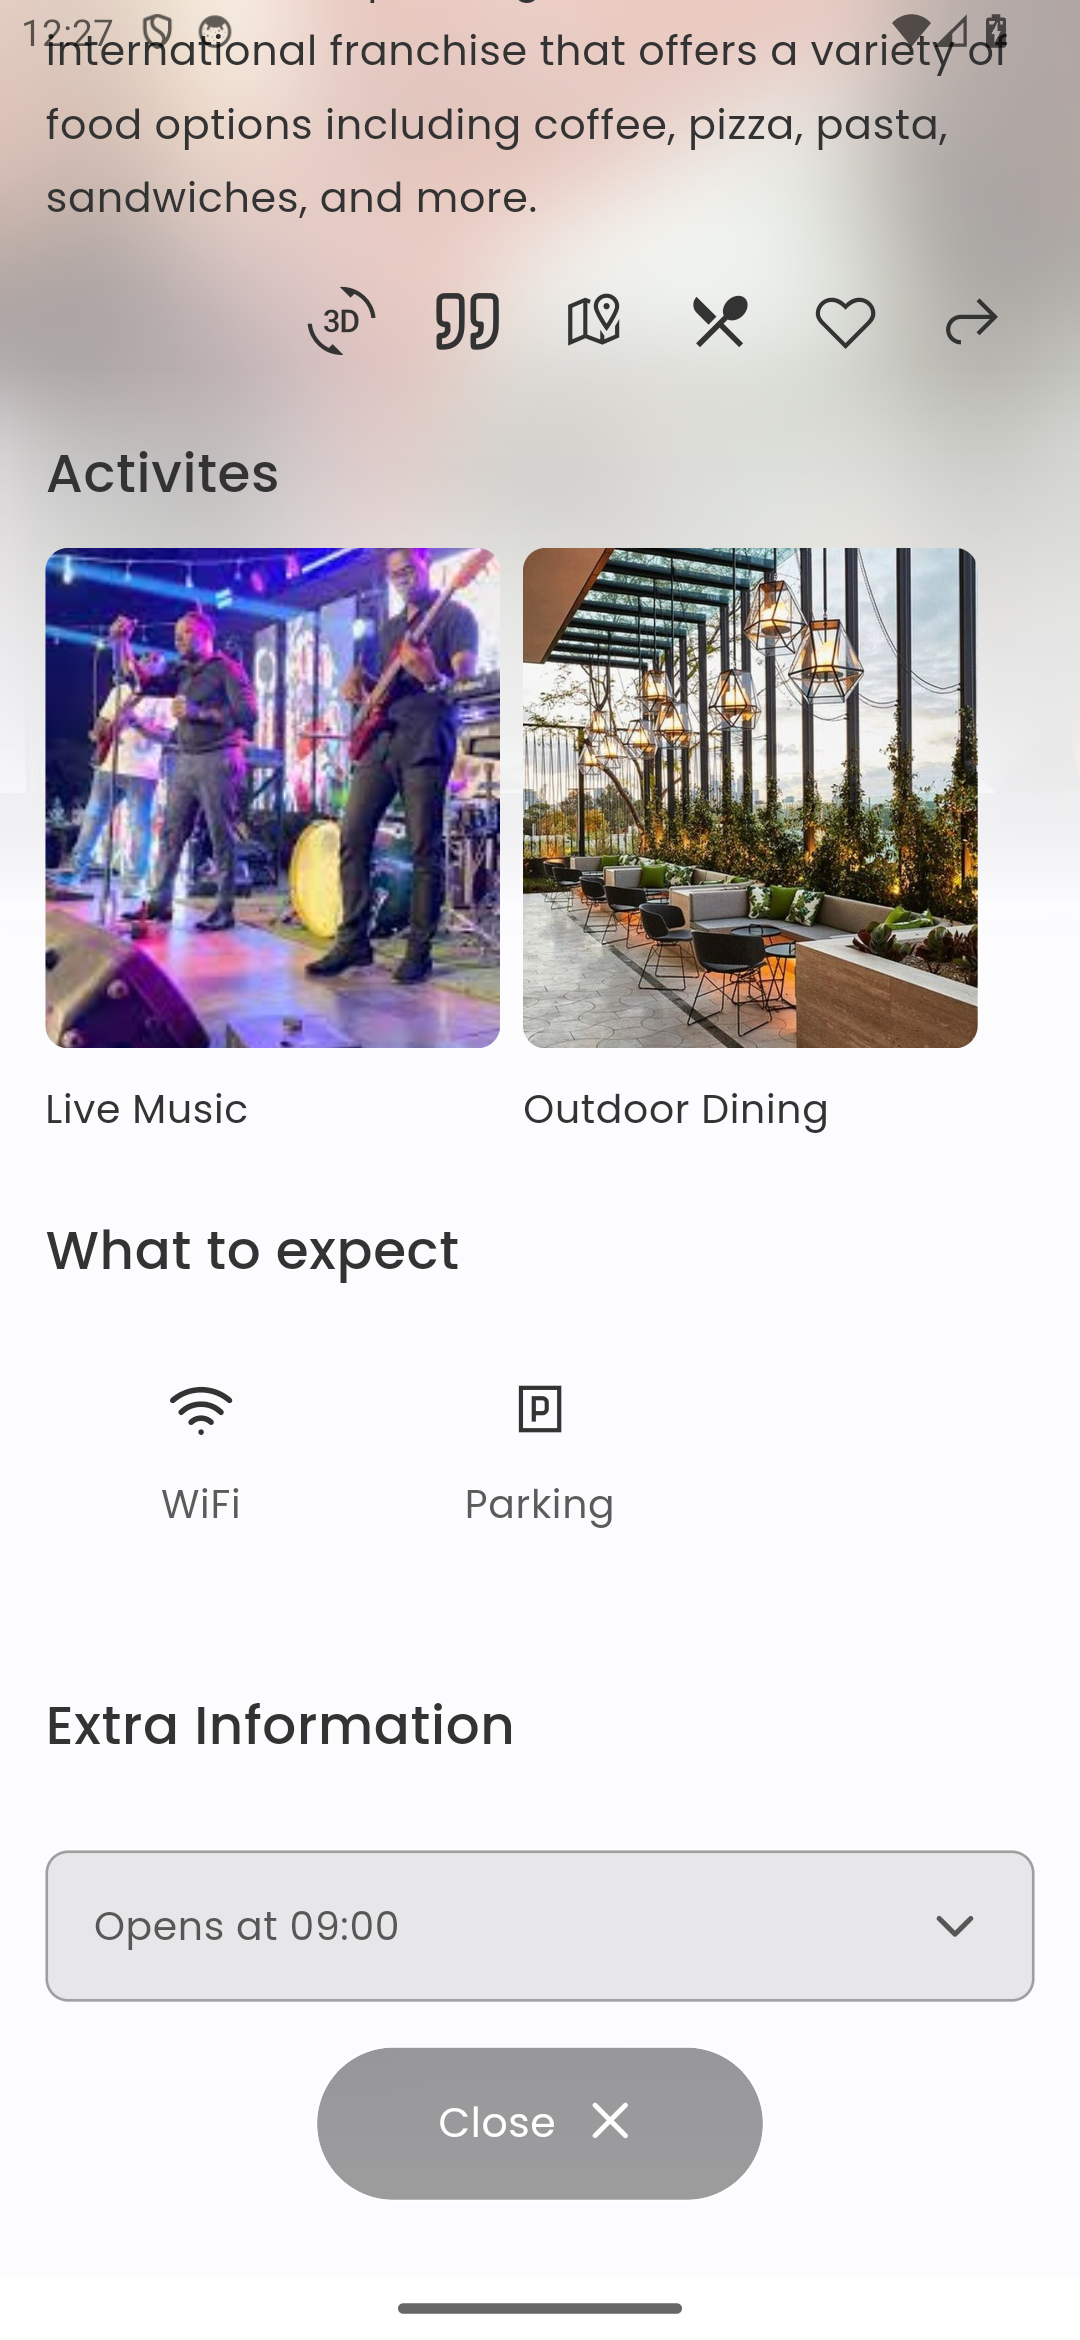 12:27
international franchise that offers a variety of
food options including coffee, pizza, pasta,
sandwiches, and more.
3D
Activites
Live Music
Outdoor Dining
What to expect
P
WiFi
Parking
Extra Information
Opens at 09:00
Close